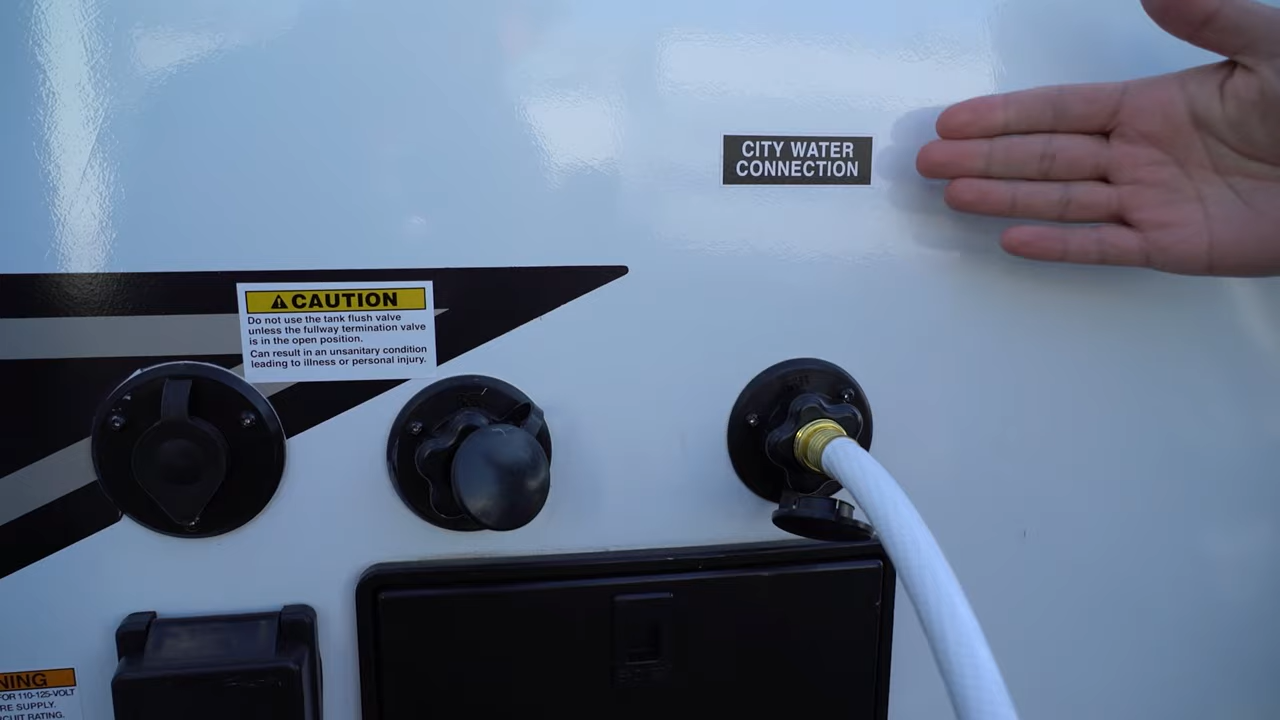 CITY WATER
CONNECTION
CAUTION
Do not use the tank flush valve
unless the fullway termination valve
is in the open position.
Can result in an unsanitary condition
leading to illness or personal injury.
NING
FOR 110-125-VOLT
RE SUPPLY.
CUIT RATING.